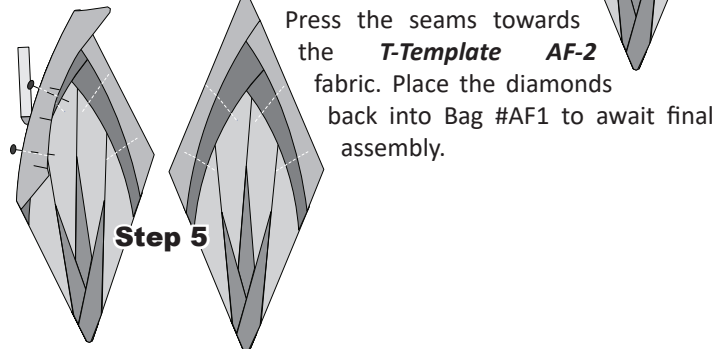 Press the seams towards
the T-Template AF-2
fabric. Place the diamonds
back into Bag #AF1 to await final
assembly.
Step 5